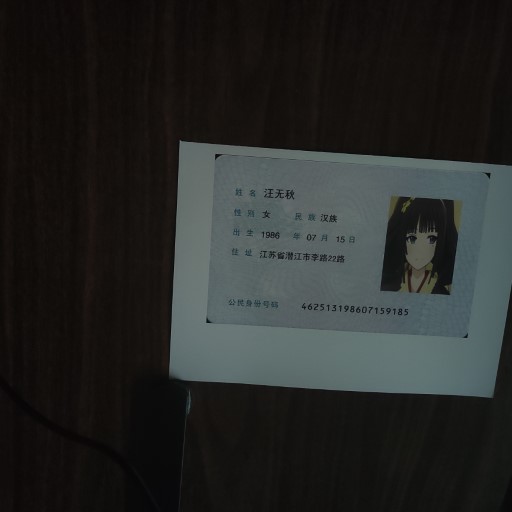 姓名 汪无秋
性别 女 民族 汉族
出生 1986 年 07 月 15 日
住址 江苏省潜江市李路22路
公民身份号码 462513198607159185